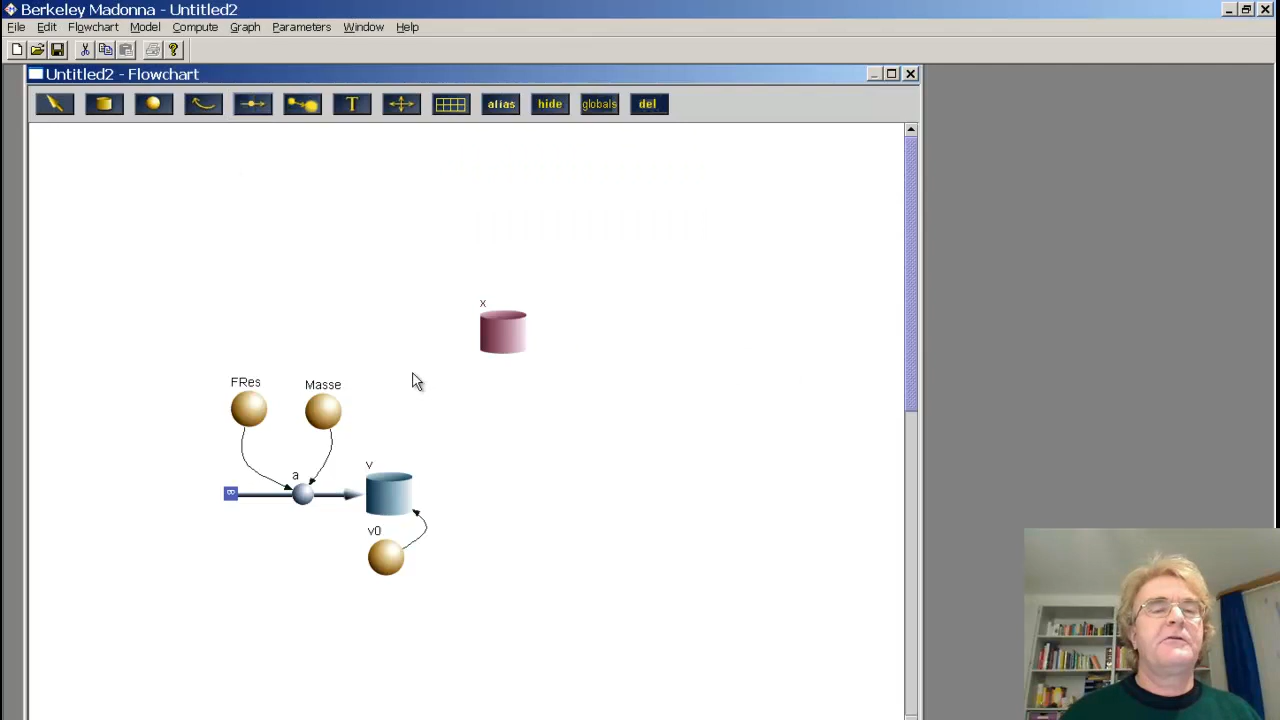 Berkeley Madonna - Untitled2
File Edit Flowchart Model Compute Graph Parameters Window Help
Untitled2 - Flowchart
T alias hide globals del
x
FRes Masse
v
a
v0